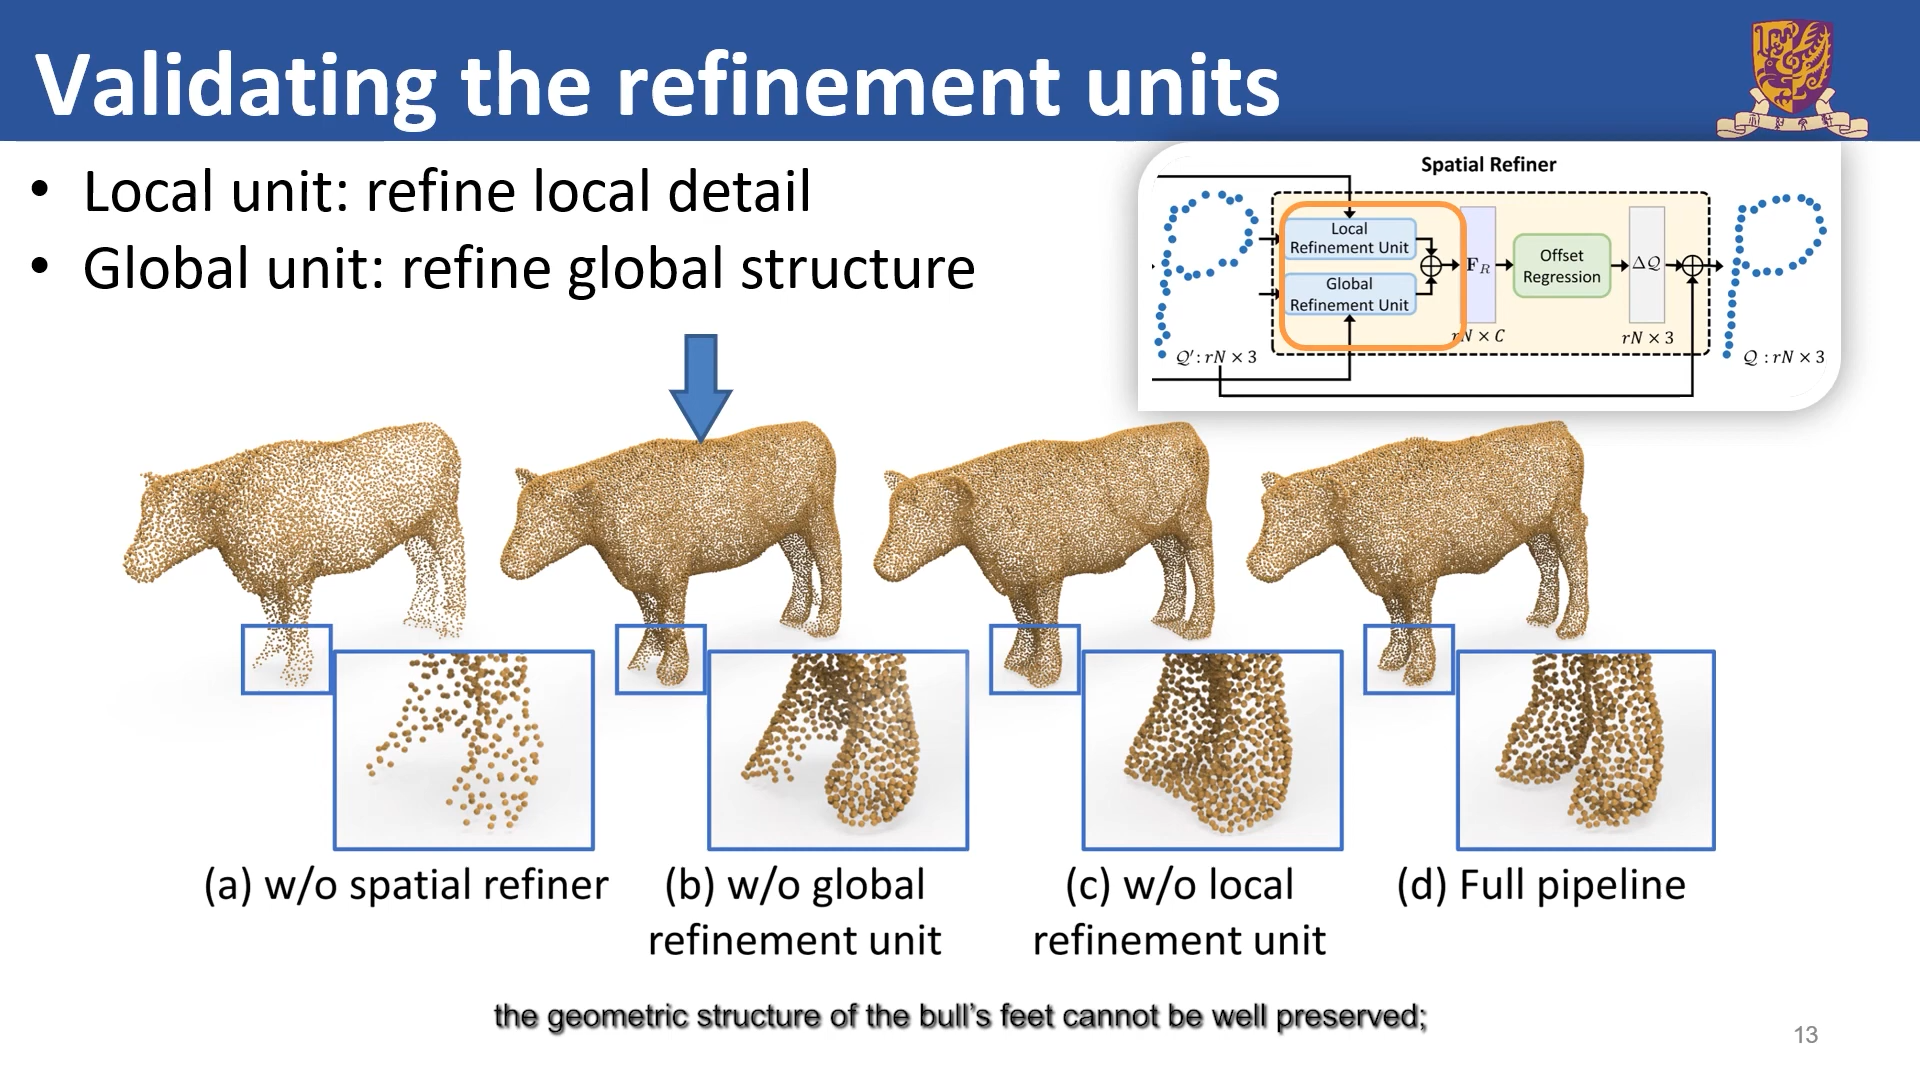 Validating the refinement units
• Local unit: refine local detail
• Global unit: refine global structure
Spatial Refiner
Local
Refinement Unit
Global
Refinement Unit
F_R
Offset
Regression
Δ𝒬
rN × C
rN × 3
𝒬′: rN × 3
𝒬 : rN × 3
(a) w/o spatial refiner
(b) w/o global
refinement unit
(c) w/o local
refinement unit
(d) Full pipeline
the geometric structure of the bull's feet cannot be well preserved;
13